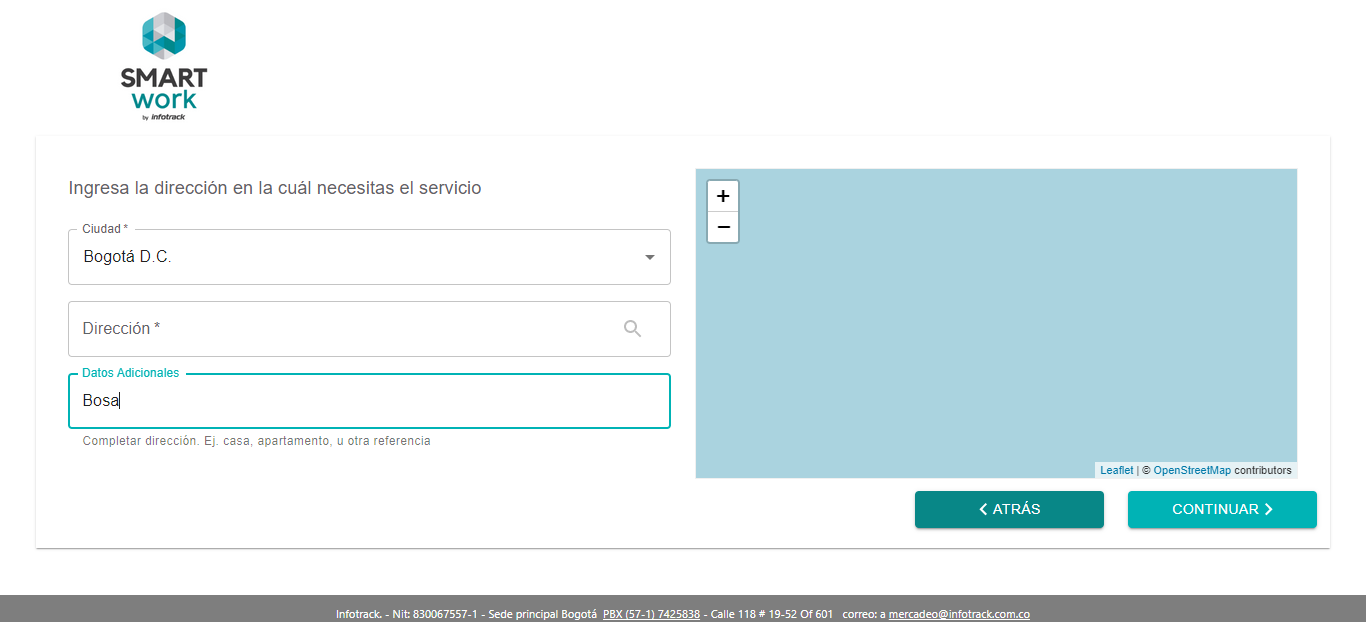 SMART
work
by infotrack
Ingresa la dirección en la cuál necesitas el servicio
Ciudad *
Bogotá D.C.
Dirección *
Datos Adicionales
Bosa
Completar dirección. Ej. casa, apartamento, u otra referencia
+
−
Leaflet | © OpenStreetMap contributors
ATRÁS
CONTINUAR
Infotrack. - Nit: 830067557-1 - Sede principal Bogotá PBX (57-1) 7425838 - Calle 118 # 19-52 Of 601 correo: a mercadeo@infotrack.com.co